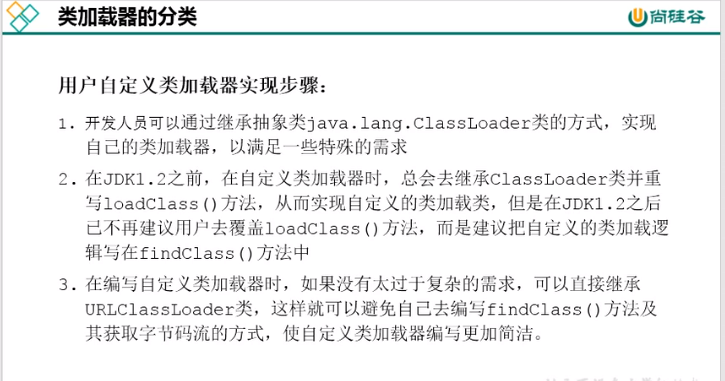 类加载器的分类
尚硅谷
用户自定义类加载器实现步骤：
1. 开发人员可以通过继承抽象类java.lang.ClassLoader类的方式，实现
自己的类加载器，以满足一些特殊的需求
2. 在JDK1.2之前，在自定义类加载器时，总会去继承ClassLoader类并重
写loadClass()方法，从而实现自定义的类加载类，但是在JDK1.2之后
已不再建议用户去覆盖loadClass()方法，而是建议把自定义的类加载逻
辑写在findClass()方法中
3. 在编写自定义类加载器时，如果没有太过于复杂的需求，可以直接继承
URLClassLoader类，这样就可以避免自己去编写findClass()方法及
其获取字节码流的方式，使自定义类加载器编写更加简洁。